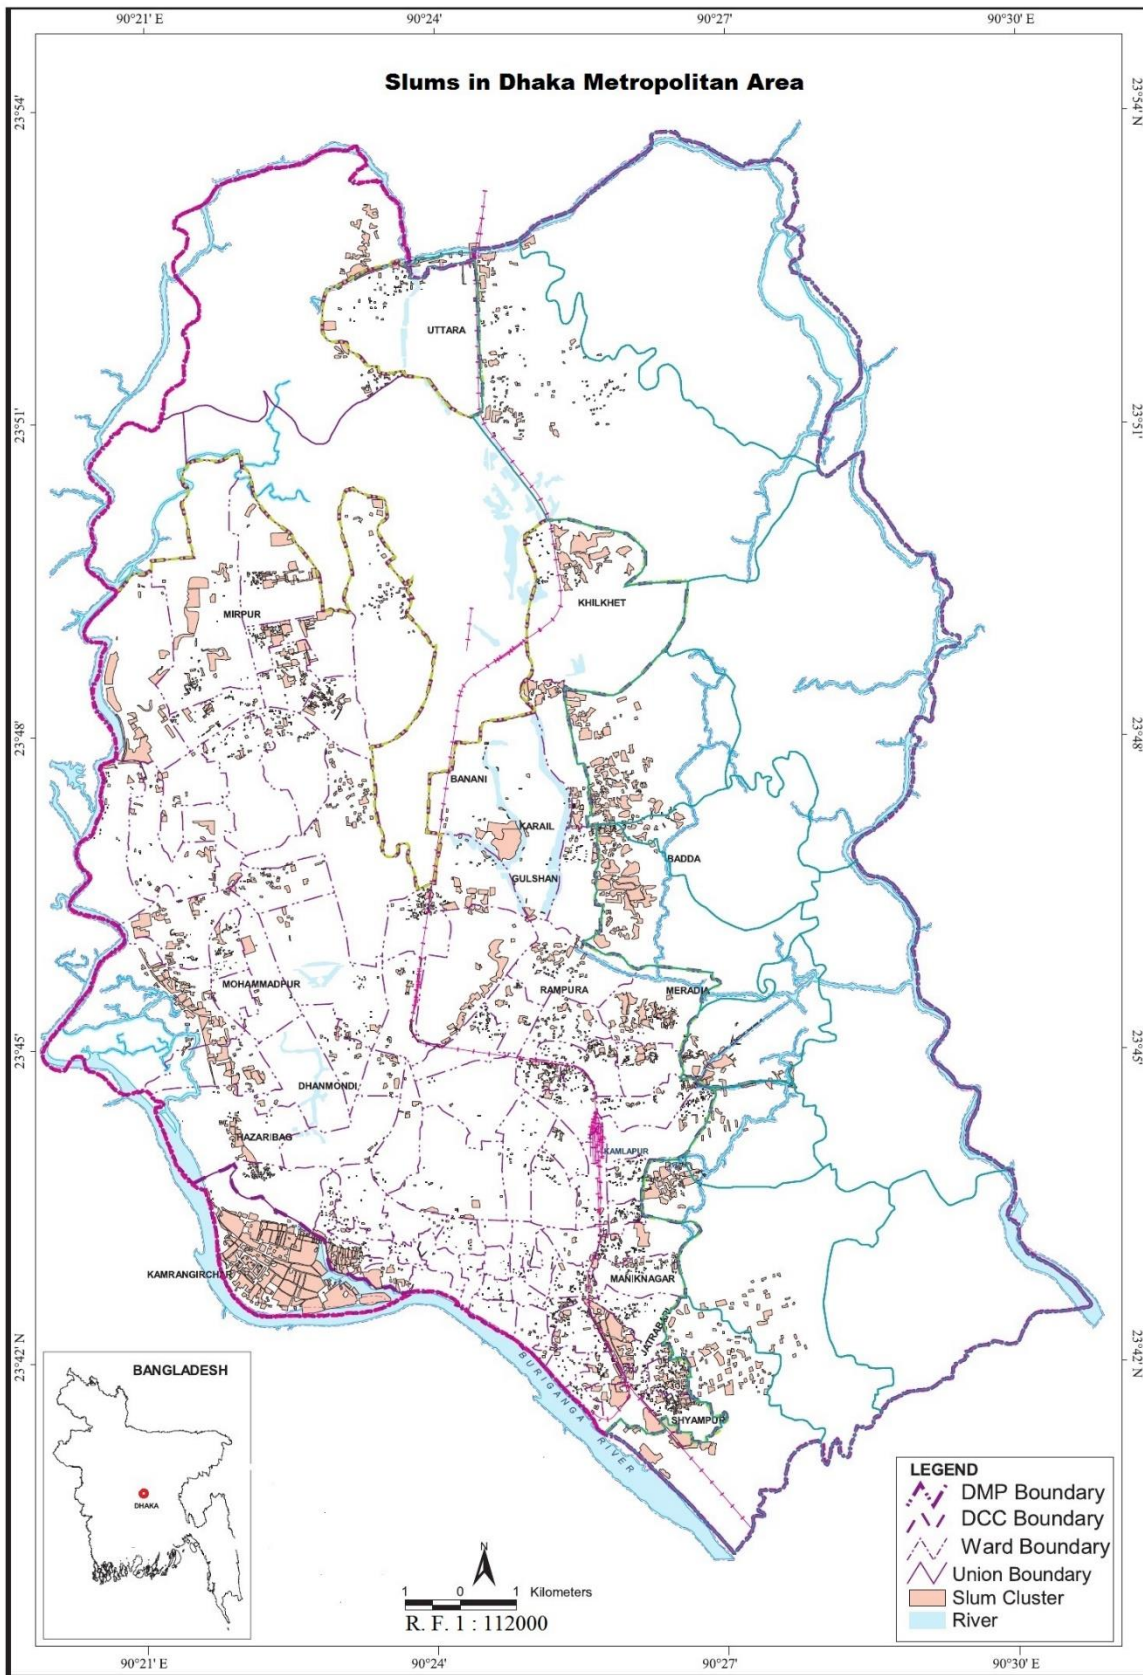 90°21' E
90°24'
90°27'
90°30' E
Slums in Dhaka Metropolitan Area
23°54'
23°54' N
UTTARA
23°51'
23°51'
KHILKHET
MIRPUR
23°48'
23°48'
BANANI
KARAIL
BADDA
GULSHAN
MOHAMMADPUR
RAMPURA
MERADIA
23°45'
23°45'
DHANMONDI
HAZARIBAG
KAMLAPUR
KAMRANGIRCHAR
MANIKNAGAR
JATRABARI
23°42' N
23°42' N
SHYAMPUR
BURIGANGA RIVER
BANGLADESH
DHAKA
LEGEND
DMP Boundary
DCC Boundary
Ward Boundary
Union Boundary
Slum Cluster
River
N
1 0 1 Kilometers
R. F. 1 : 112000
90°21' E
90°24'
90°27'
90°30' E